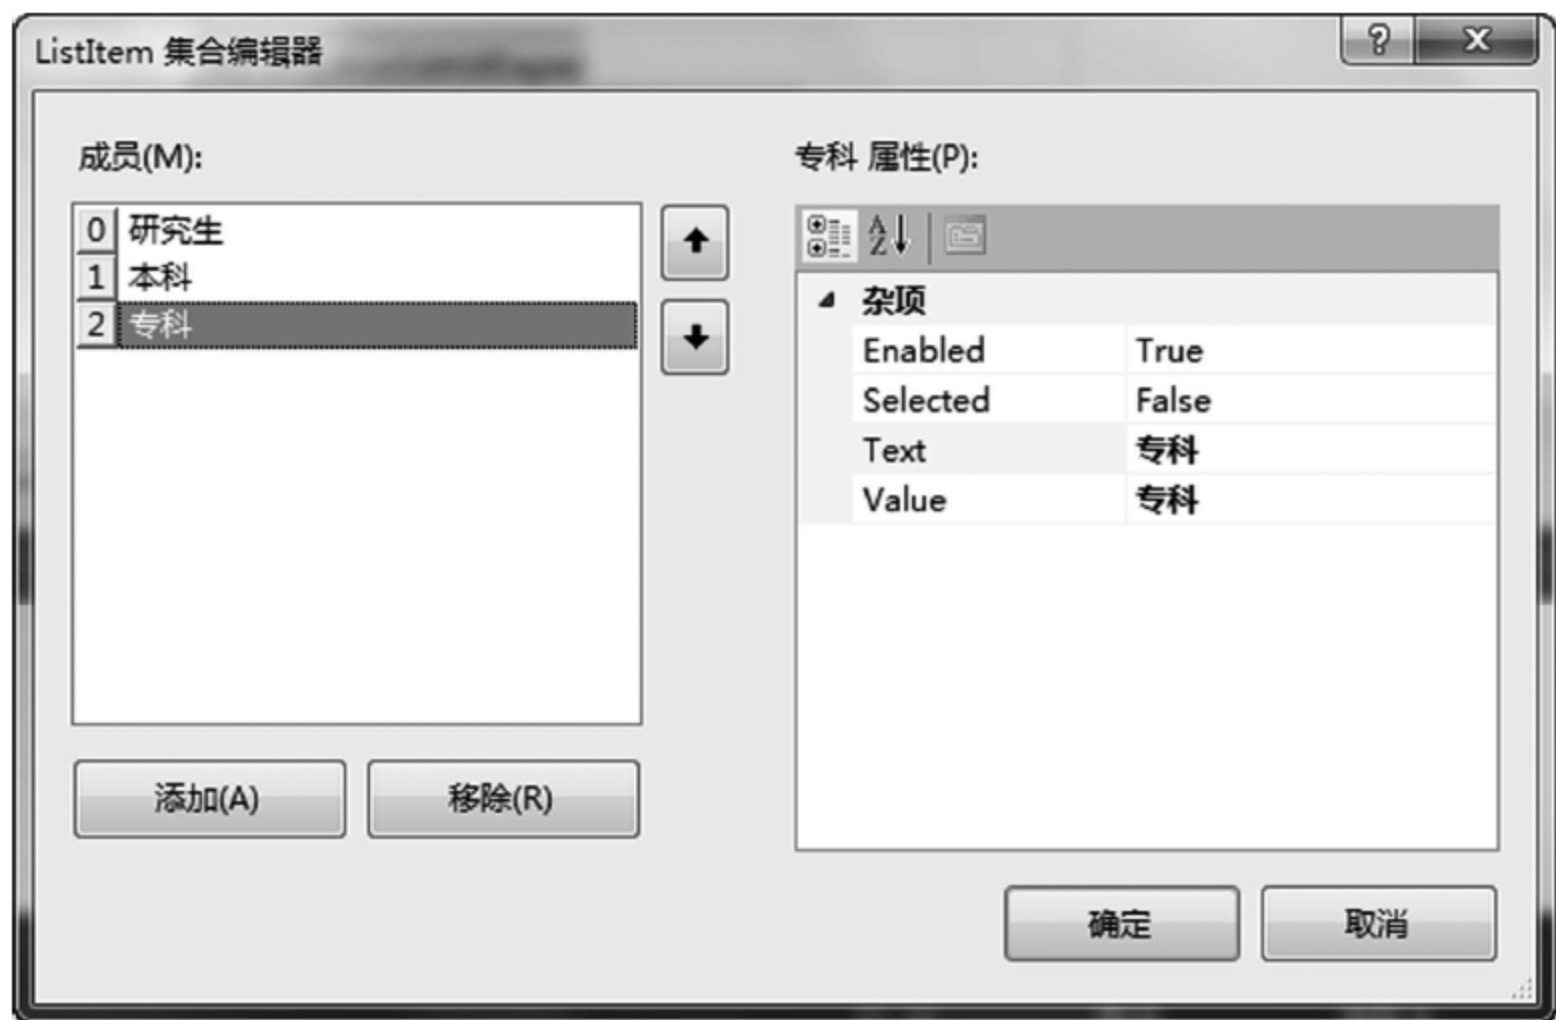 ListItem 集合编辑器
成员(M):
0 研究生
1 本科
2 专科
添加(A)
移除(R)
专科 属性(P):
杂项
Enabled True
Selected False
Text 专科
Value 专科
确定
取消